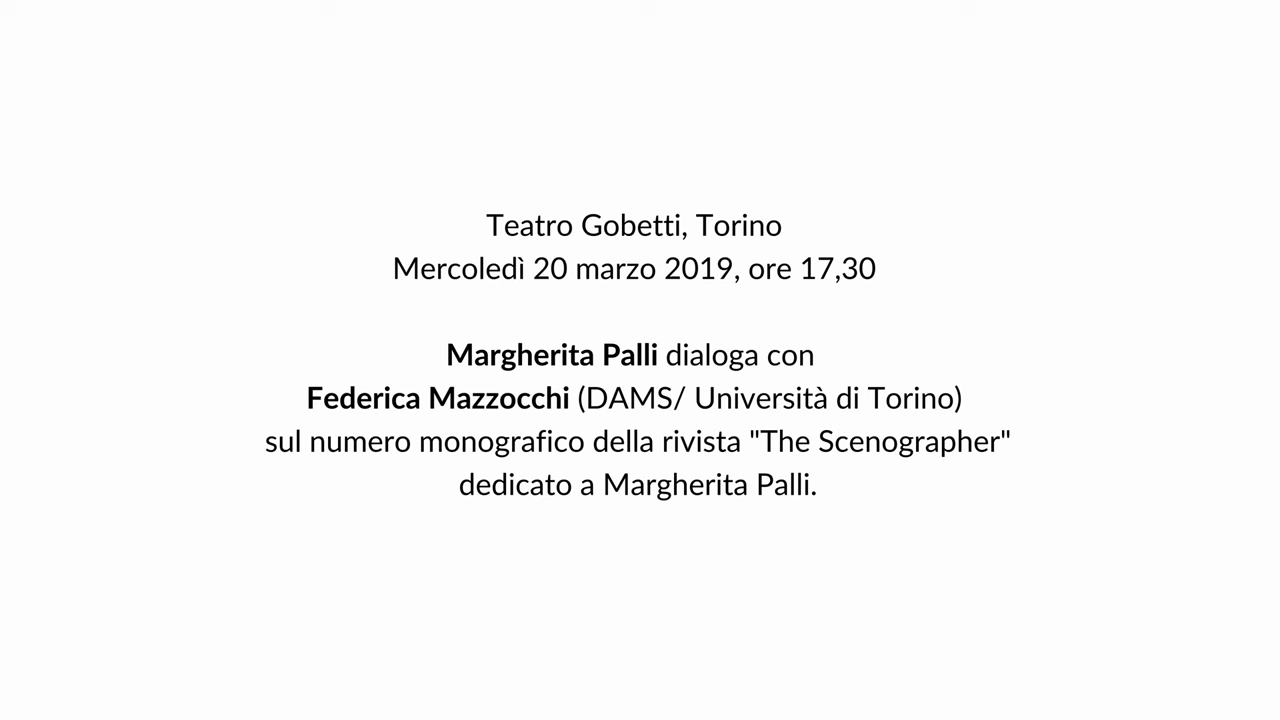 Teatro Gobetti, Torino
Mercoledì 20 marzo 2019, ore 17,30
Margherita Palli dialoga con
Federica Mazzocchi (DAMS/ Università di Torino)
sul numero monografico della rivista "The Scenographer"
dedicato a Margherita Palli.